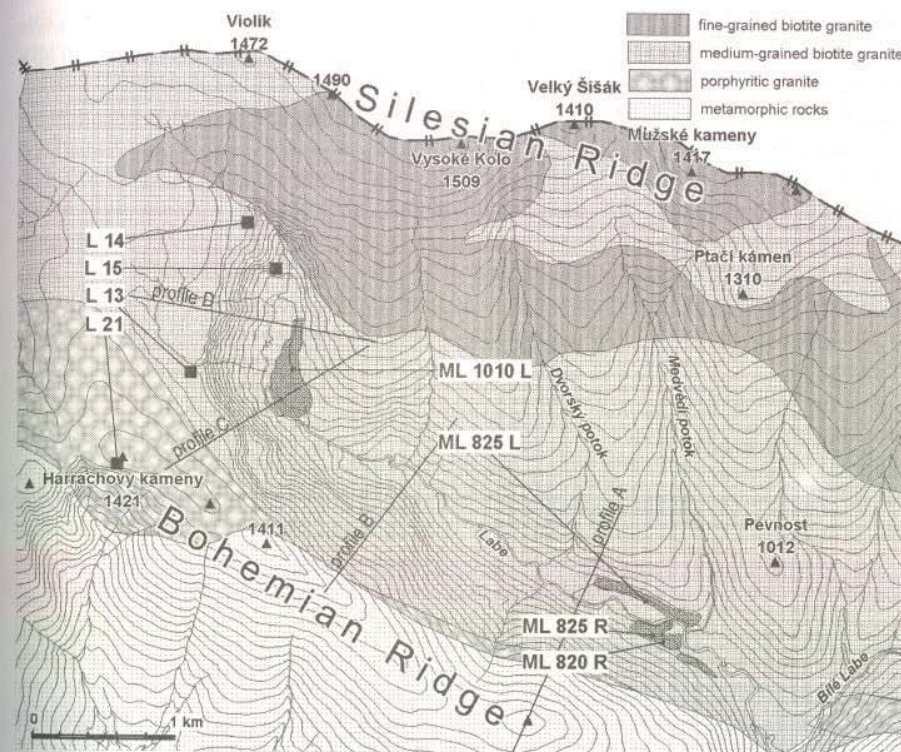 Violík
1472
fine-grained biotite granite
medium-grained biotite granite
porphyritic granite
metamorphic rocks
1490
Silesian Ridge
Velký Šišák
1410
Mužské kameny
1417
Vysoké Kolo
1509
Ptačí kámen
1310
L 14
L 15
L 13
L 21
profile D
profile C
ML 1010 L
ML 825 L
Dvorský potok
Medvědí potok
Harrachovy kameny
1421
1411
Bohemian Ridge
profile B
Labe
profile A
Pevnost
1012
ML 825 R
ML 820 R
Bílé Labe
0
1 km